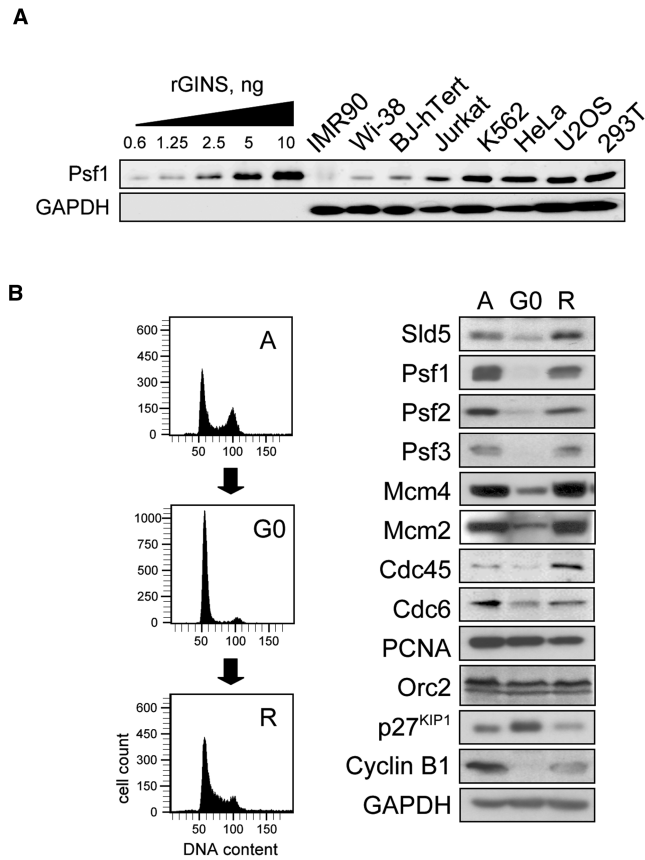 A
rGINS, ng
0.6 1.25 2.5 5 10 IMR90 Wi-38 BJ-hTert Jurkat K562 HeLa U2OS 293T
Psf1
GAPDH
B
A
600
450
300
150
0
50 100 150
G0
1000
750
500
250
0
50 100 150
R
600
450
300
150
0
50 100 150
cell count
DNA content
A G0 R
Sld5
Psf1
Psf2
Psf3
Mcm4
Mcm2
Cdc45
Cdc6
PCNA
Orc2
p27KIP1
Cyclin B1
GAPDH